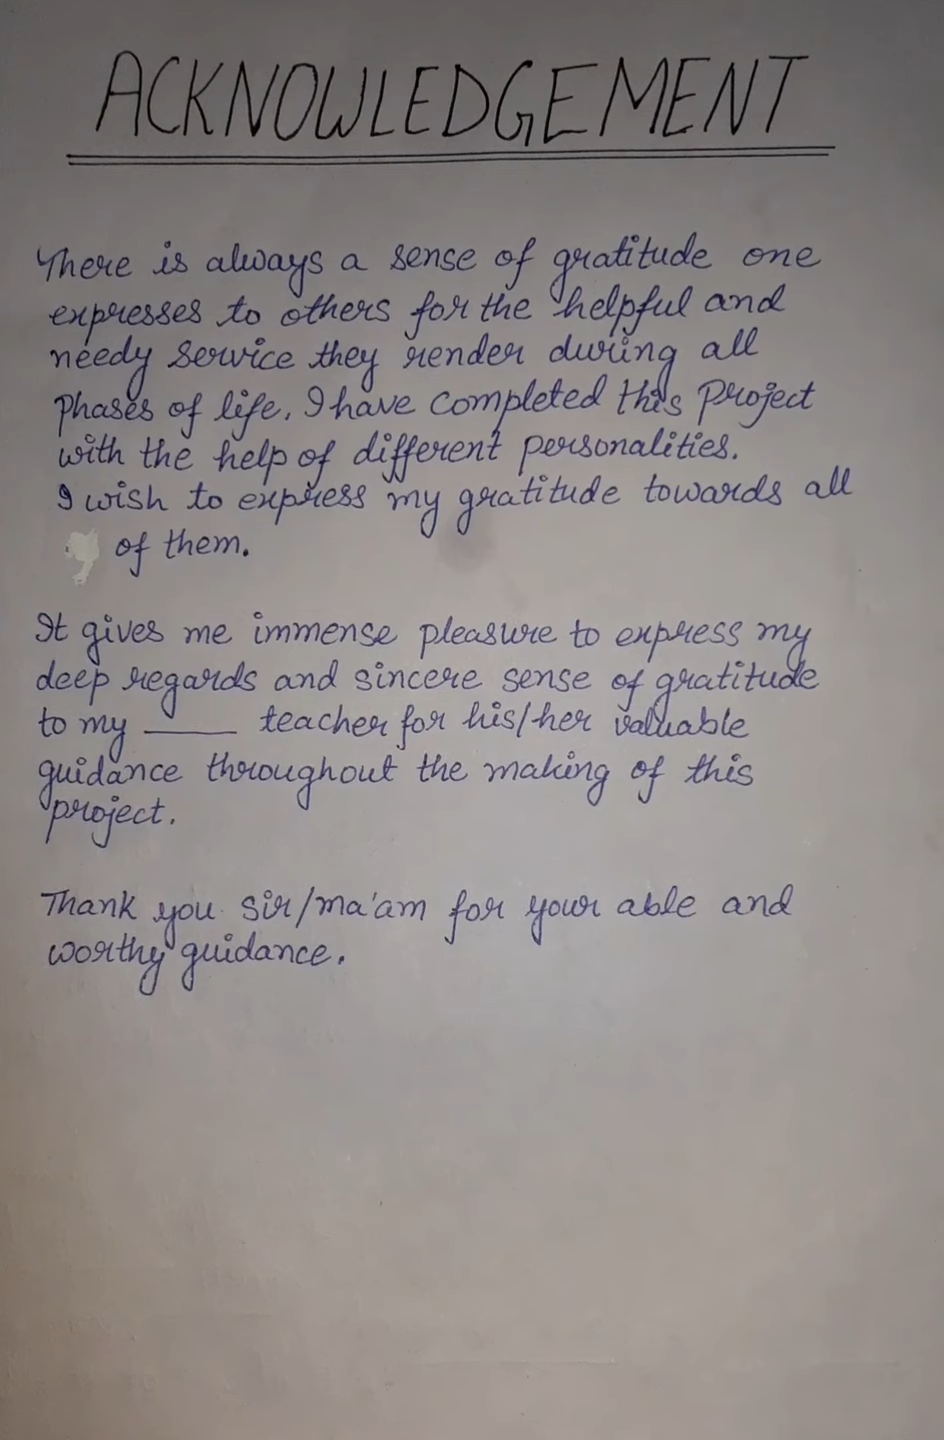 ACKNOWLEDGEMENT
There is always a sense of gratitude one
expresses to others for the helpful and
needy service they render during all
phases of life. I have completed this project
with the help of different personalities.
I wish to express my gratitude towards all
of them.
It gives me immense pleasure to express my
deep regards and sincere sense of gratitude
to my _____ teacher for his/her valuable
guidance throughout the making of this
project.
Thank you sir/ma'am for your able and
worthy guidance.